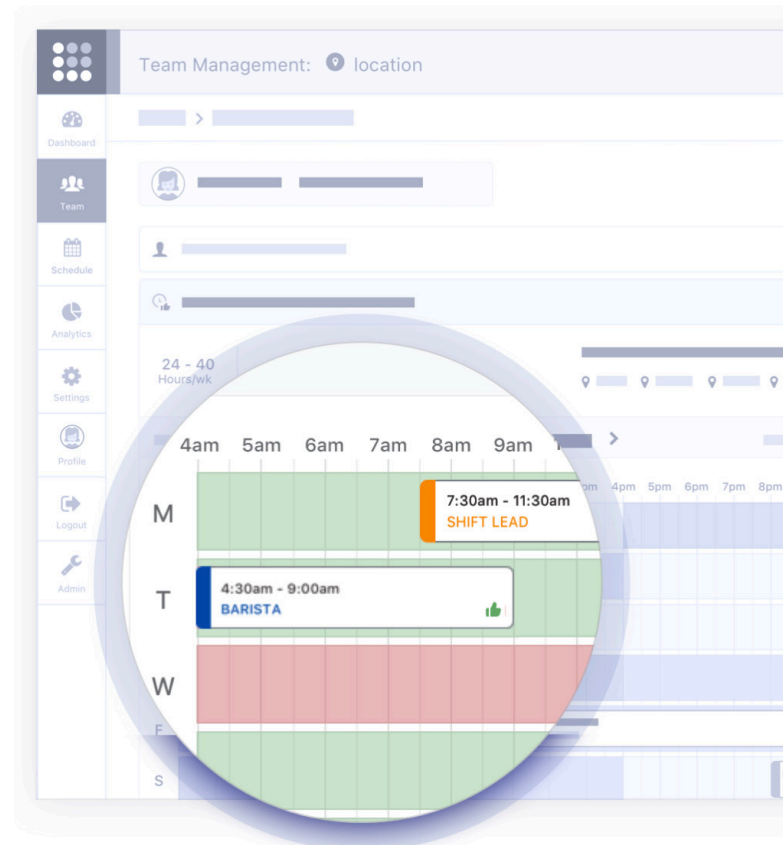 Team Management: location
Dashboard
Team
Schedule
Analytics
Settings
Profile
Logout
Admin
24 - 40
Hours/wk
4am 5am 6am 7am 8am 9am
4pm 5pm 6pm 7pm 8pm
M
7:30am - 11:30am
SHIFT LEAD
T
4:30am - 9:00am
BARISTA
W
F
S